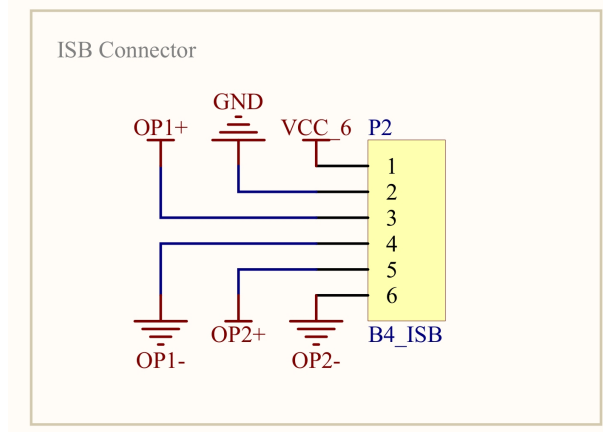 ISB Connector
GND
OP1+
VCC_6
P2
1
2
3
4
5
6
OP2+
B4_ISB
OP1-
OP2-